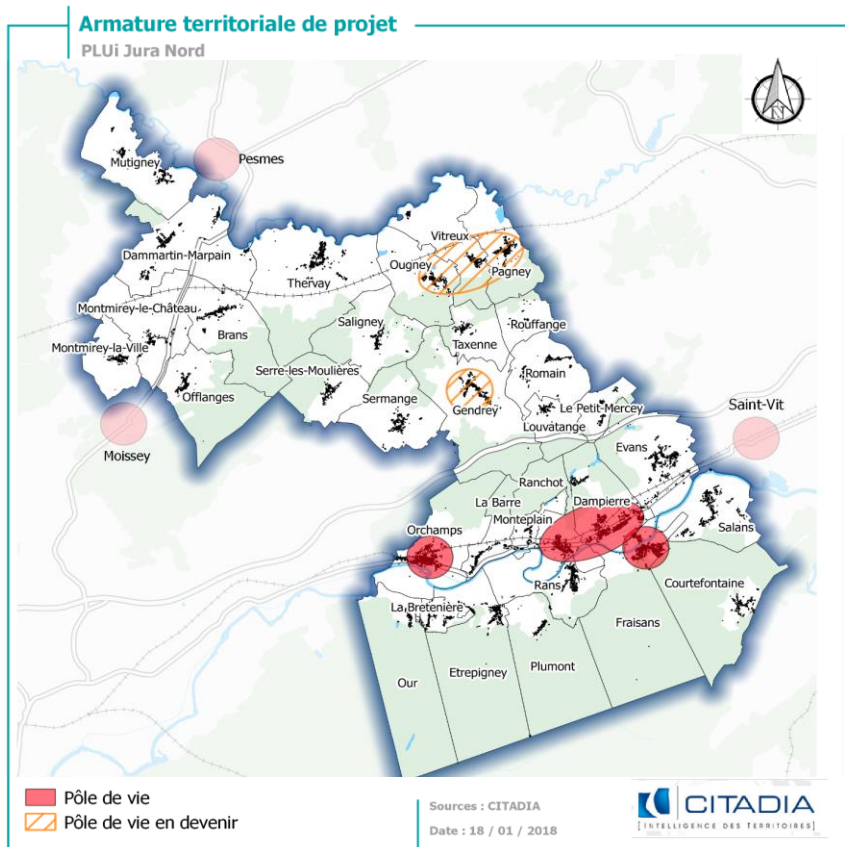 Armature territoriale de projet
PLUi Jura Nord
N
Mutigney
Pesmes
Dammartin-Marpain
Vitreux
Ougney
Pagney
Thervay
Montmirey-le-Château
Brans
Saligney
Taxenne
Rouffange
Montmirey-la-Ville
Offlanges
Serre-les-Moulières
Sermange
Gendrey
Romain
Le Petit-Mercey
Louvatange
Saint-Vit
Moissey
Evans
Ranchot
La Barre
Dampierre
Monteplain
Orchamps
Salans
Rans
Courtefontaine
La Bretenière
Fraisans
Our
Etrepigney
Plumont
Pôle de vie
Pôle de vie en devenir
Sources : CITADIA
Date : 18 / 01 / 2018
CITADIA
[INTELLIGENCE DES TERRITOIRES]